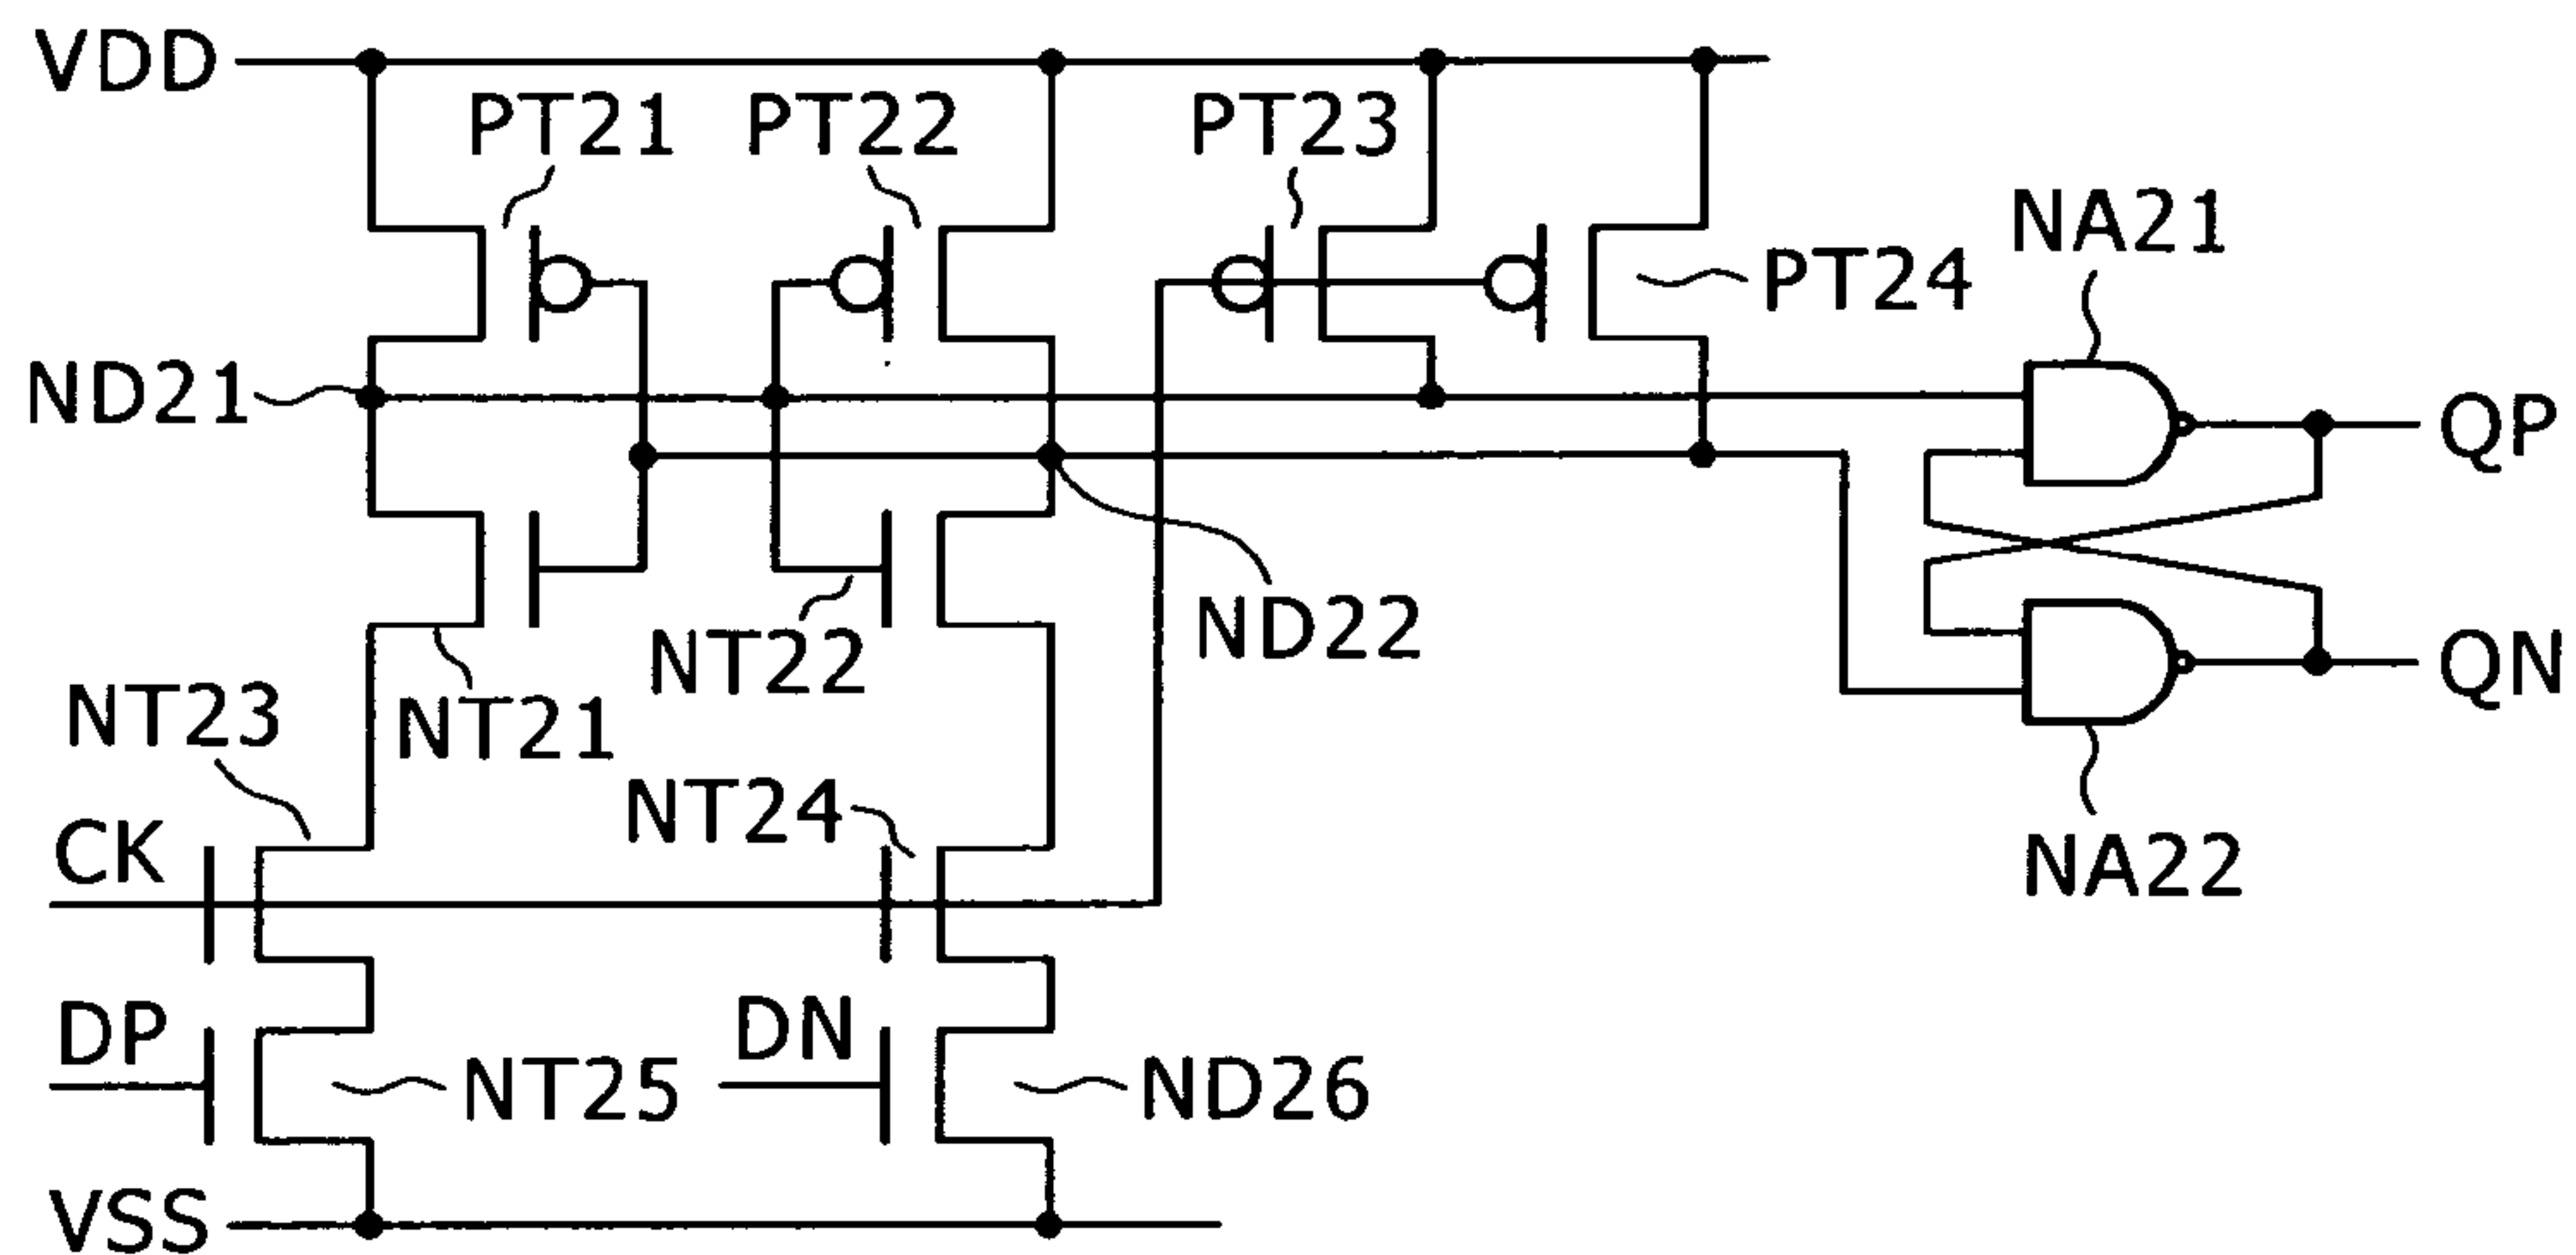 VDD
PT21
PT22
PT23
NA21
PT24
ND21
QP
ND22
NT22
QN
NT23
NT21
NT24
CK
NA22
DP
DN
NT25
ND26
VSS